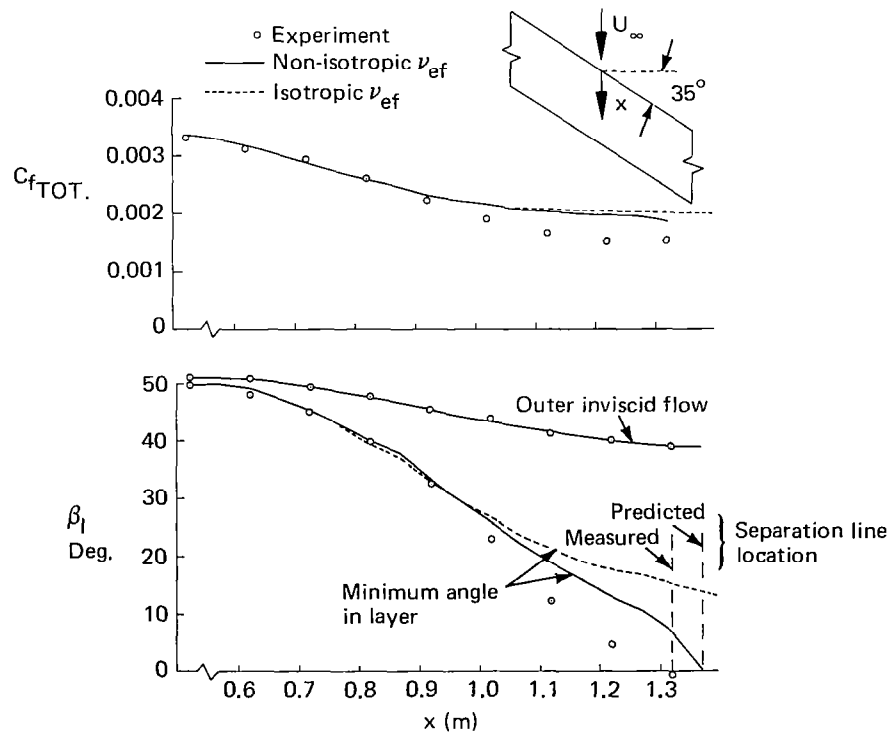 Experiment
Non-isotropic ν_ef
Isotropic ν_ef
U_∞
x
35°
C_f TOT.
0.004
0.003
0.002
0.001
0
Outer inviscid flow
Predicted
Measured
Separation line
location
Minimum angle
in layer
β_l
Deg.
50
40
30
20
10
0
0.6 0.7 0.8 0.9 1.0 1.1 1.2 1.3
x (m)